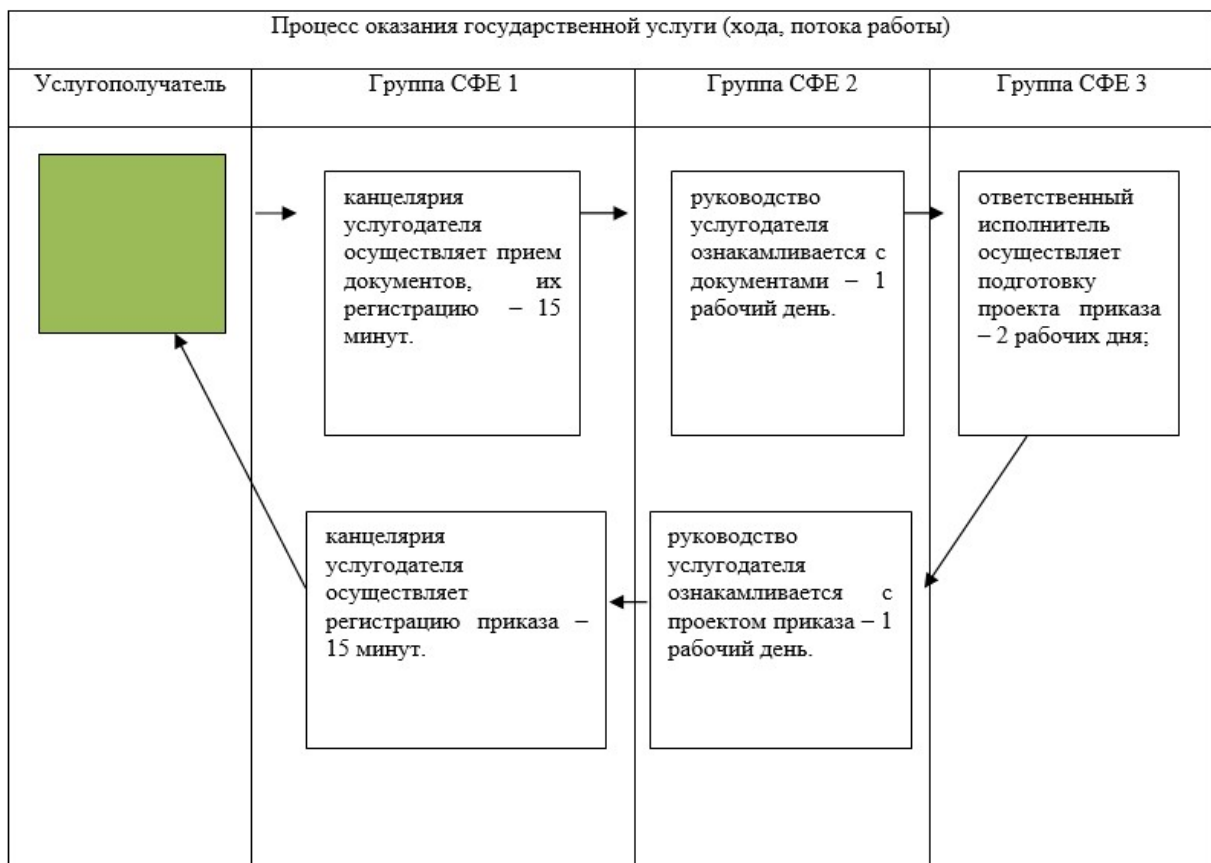 Процесс оказания государственной услуги (хода, потока работы)
Услугополучатель
Группа СФЕ 1
Группа СФЕ 2
Группа СФЕ 3
канцелярия
услугодателя
осуществляет прием
документов, их
регистрацию – 15
минут.
руководство
услугодателя
ознакамливается с
документами – 1
рабочий день.
ответственный
исполнитель
осуществляет
подготовку
проекта приказа
– 2 рабочих дня;
канцелярия
услугодателя
осуществляет
регистрацию приказа –
15 минут.
руководство
услугодателя
ознакамливается с
проектом приказа – 1
рабочий день.